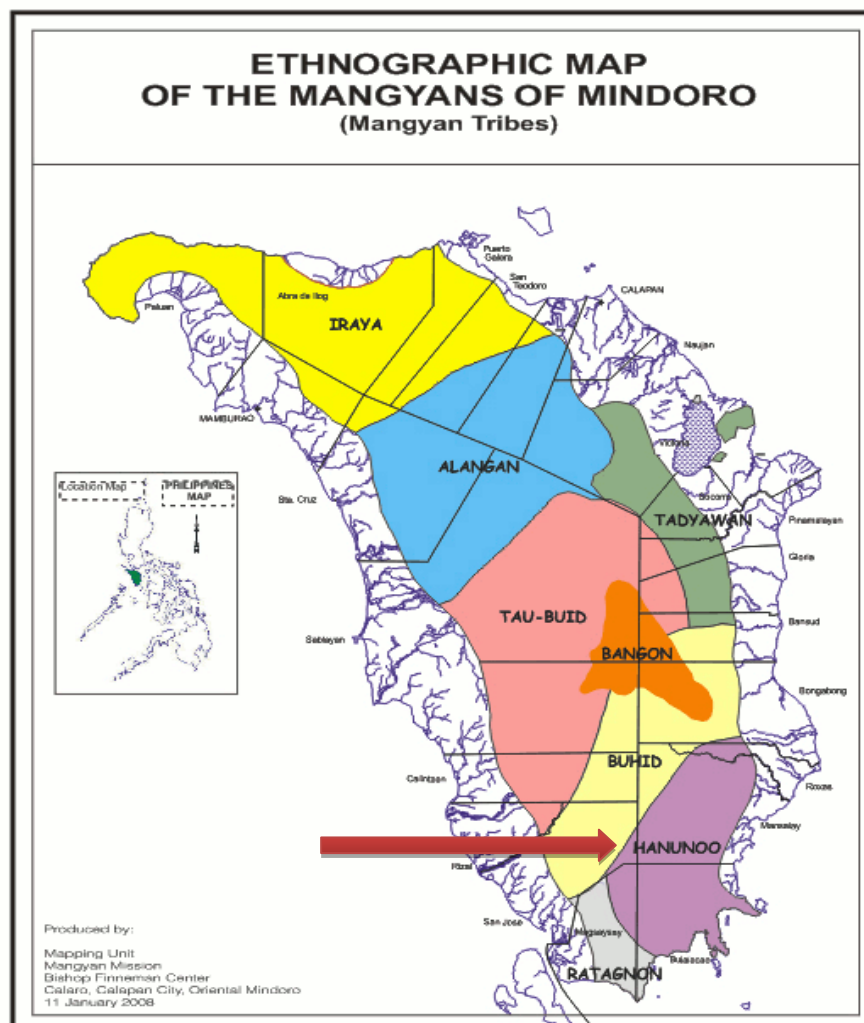 ETHNOGRAPHIC MAP
OF THE MANGYANS OF MINDORO
(Mangyan Tribes)
Puerto
Galera
San
Teodoro
CALAPAN
Abra de Ilog
Paluan
IRAYA
Naujan
MAMBURAO
Victoria
ALANGAN
Location Map
PHILIPPINES
MAP
Sta. Cruz
Socorro
TADYAWAN
Pinamalayan
Gloria
TAU-BUID
Bansud
Sablayan
BANGON
Bongabong
BUHID
Calintaan
Roxas
Mansalay
HANUNOO
Rizal
San Jose
Magsaysay
Bulalacao
RATAGNON
Produced by:
Mapping Unit
Mangyan Mission
Bishop Finneman Center
Calaro, Calapan City, Oriental Mindoro
11 January 2008